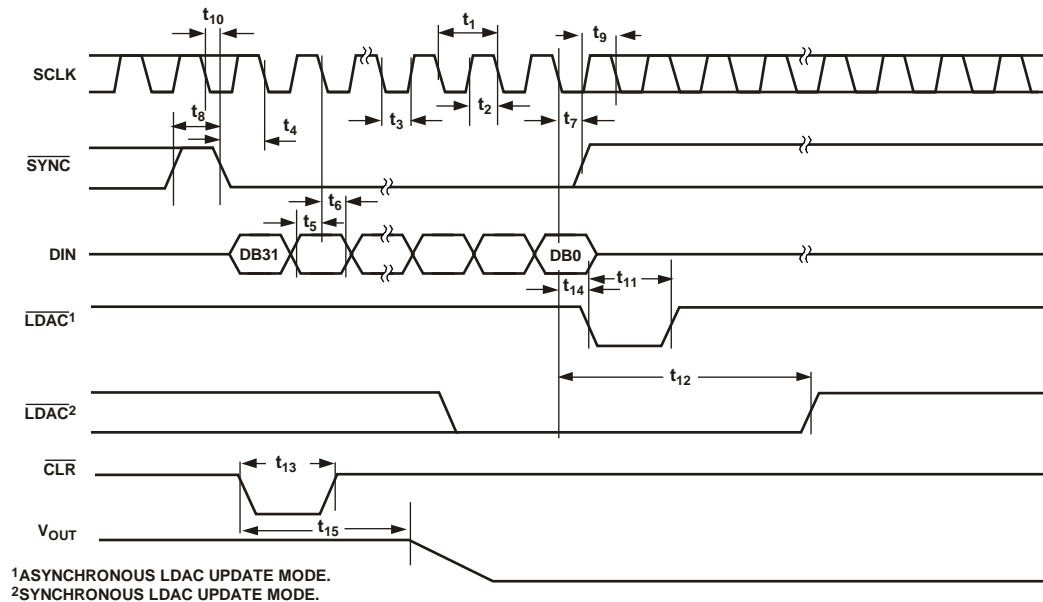 t10
t1
t9
SCLK
t8
t4
t3
t2
t7
SYNC
t6
t5
DIN
DB31
DB0
t14
t11
LDAC1
t12
LDAC2
t13
CLR
t15
VOUT
1ASYNCHRONOUS LDAC UPDATE MODE.
2SYNCHRONOUS LDAC UPDATE MODE.